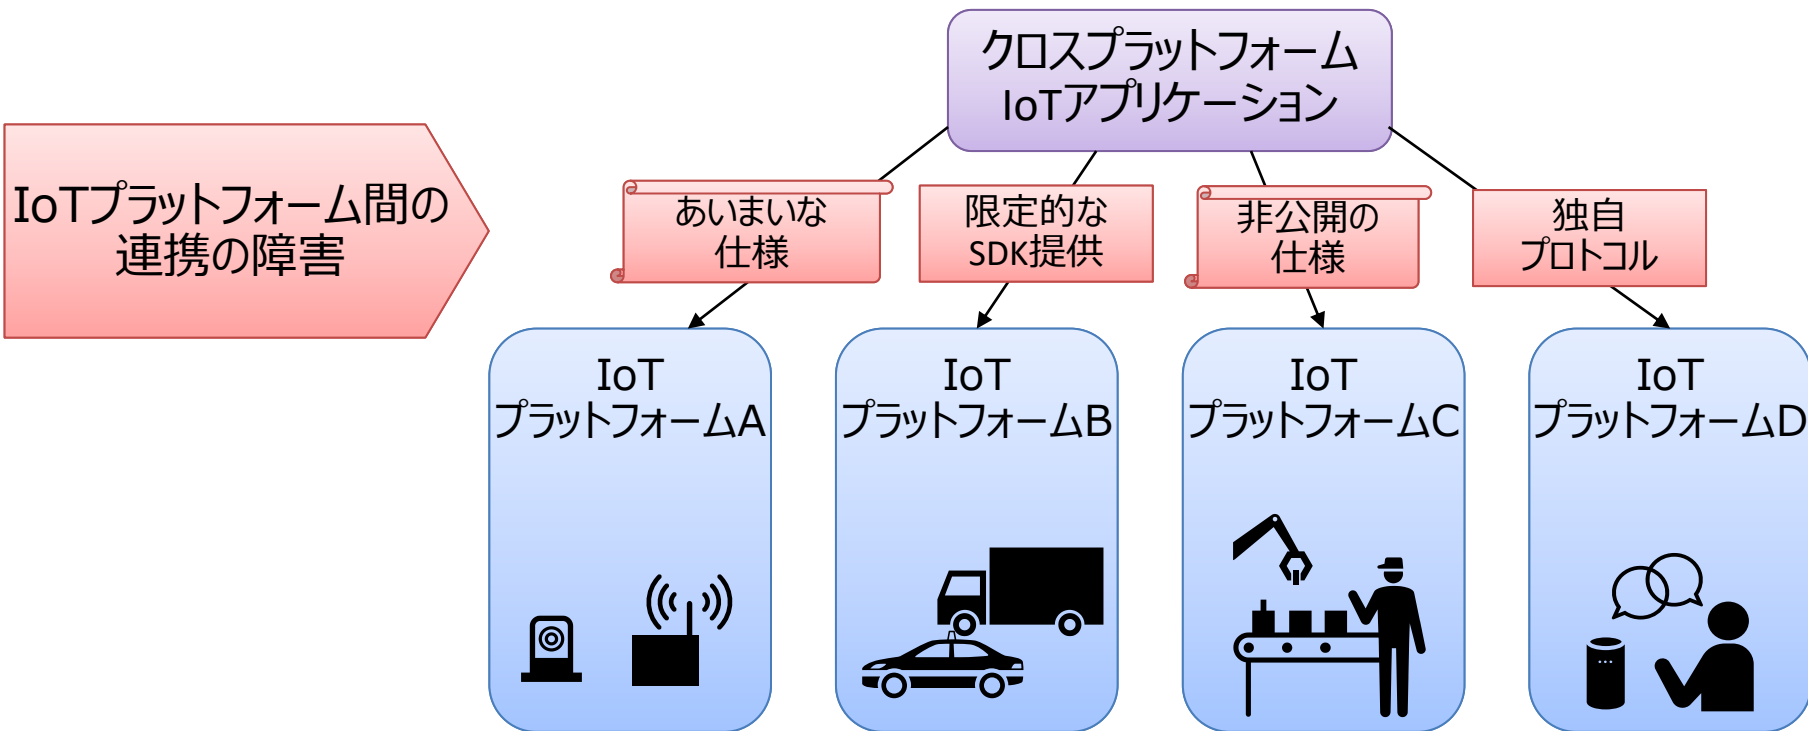 クロスプラットフォーム
IoTアプリケーション
IoTプラットフォーム間の
連携の障害
あいまいな
仕様
限定的な
SDK提供
非公開の
仕様
独自
プロトコル
IoT
プラットフォームA
IoT
プラットフォームB
IoT
プラットフォームC
IoT
プラットフォームD